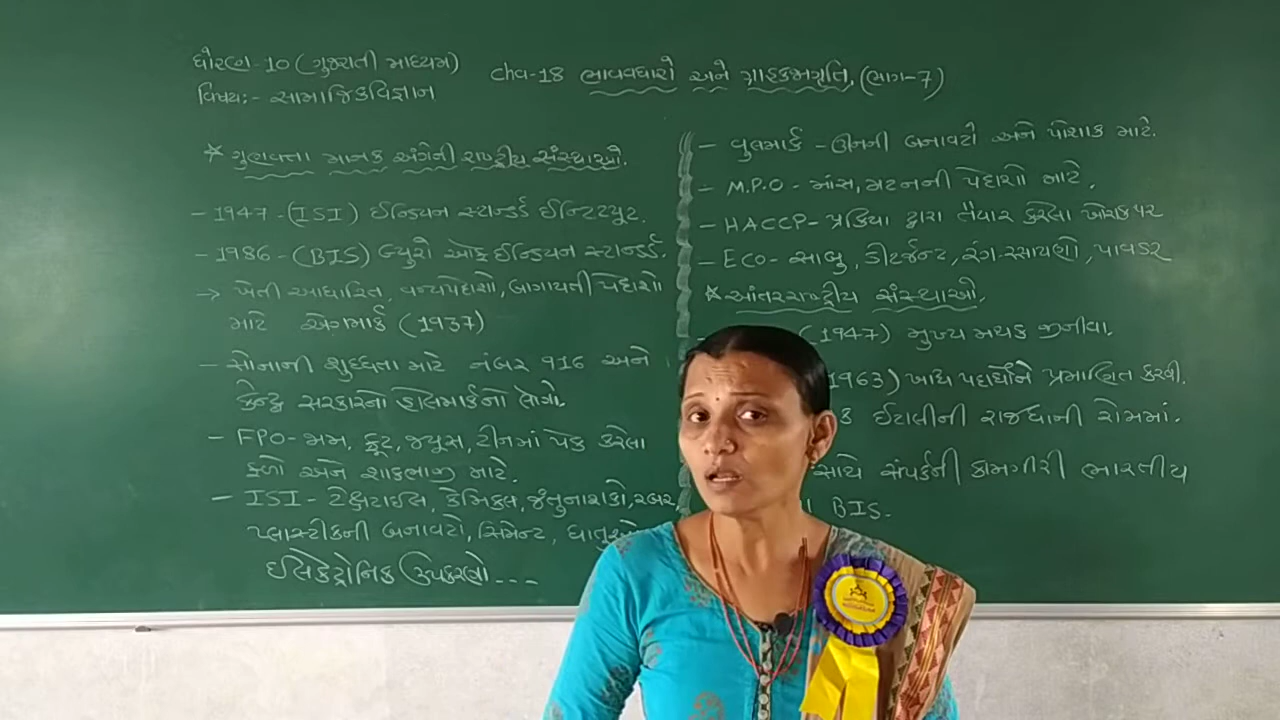 ધોરણ-10 (ગુજરાતી માધ્યમ)
વિષય:- સામાજિકવિજ્ઞાન
cha-18 ભાવવધારો અને ગ્રાહકજાગૃતિ. (ભાગ-7)
* ગુણવત્તા માનક અંગેની રાષ્ટ્રીય સંસ્થાઓ.
- 1947 - (ISI) ઈન્ડિયન સ્ટાન્ડર્ડ ઈન્ટિટ્યુટ.
- 1986 - (BIS) બ્યુરો ઓફ ઈન્ડિયન સ્ટાન્ડર્ડ.
→ ખેતી આધારિત, વન્યપેદાશો, બાગાયતી પેદાશો
માટે એગમાર્ક (1937)
- સોનાની શુદ્ધતા માટે નંબર 916 અને
કેન્દ્ર સરકારનો હોલમાર્કનો લોગો.
- FPO - જામ, ફ્રૂટ, જ્યુસ, ટીનમાં પેક કરેલા
ફળો અને શાકભાજી માટે.
- ISI - ટેક્ષટાઈલ, કેમિકલ, જંતુનાશકો, રબર,
પ્લાસ્ટીકની બનાવટો, સિમેન્ટ, ધાતુઓ
ઈલેક્ટ્રોનિક ઉપકરણો ---
- વુલમાર્ક - ઊનની બનાવટો અને પોશાક માટે.
- M.P.O - માંસ, મટનની પેદાશો માટે.
- HACCP - પ્રક્રિયા દ્વારા તૈયાર કરેલા ખોરાક પર
- ECO - સાબુ, ડીટર્જન્ટ, રંગ-રસાયણો, પાવડર
* આંતરરાષ્ટ્રીય સંસ્થાઓ.
(1947) મુખ્ય મથક જીનીવા.
1963) ખાદ્ય પદાર્થોને પ્રમાણિત કરવી.
ઈટાલીની રાજધાની રોમમાં.
સાથે સંપર્કની કામગીરી ભારતીય
BIS.